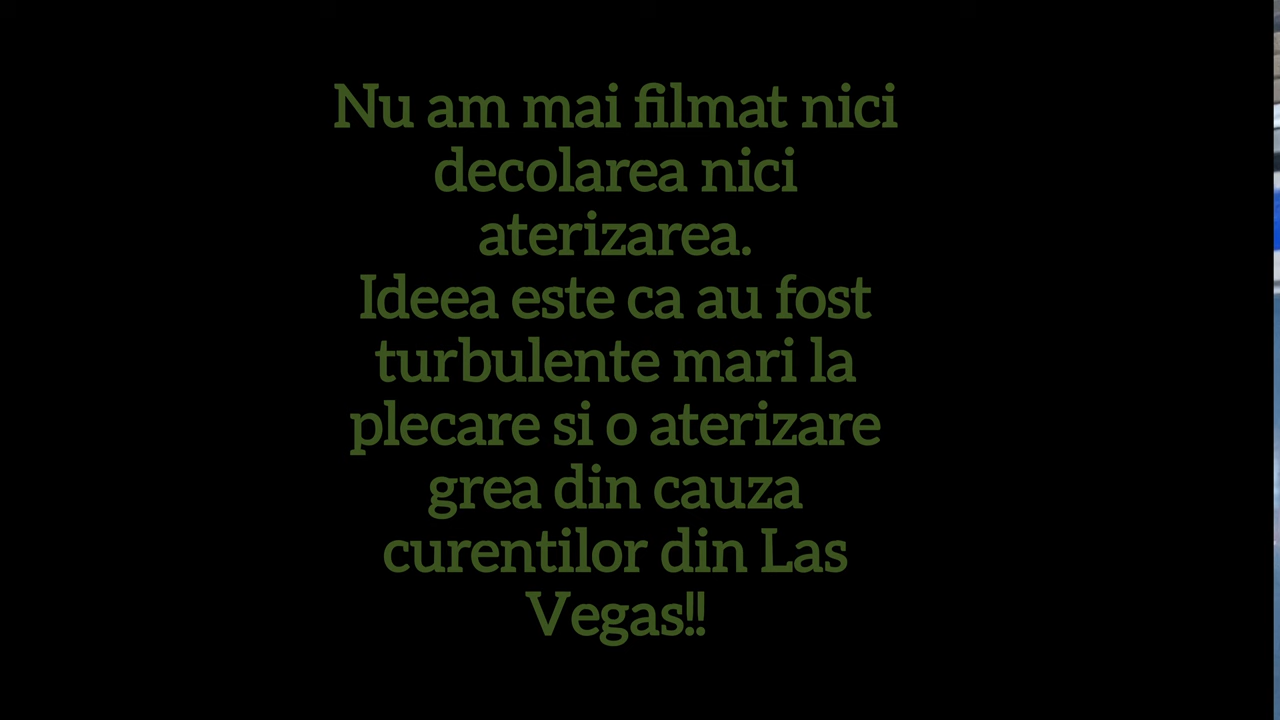 Nu am mai filmat nici
decolarea nici
aterizarea.
Ideea este ca au fost
turbulente mari la
plecare si o aterizare
grea din cauza
curentilor din Las
Vegas!!